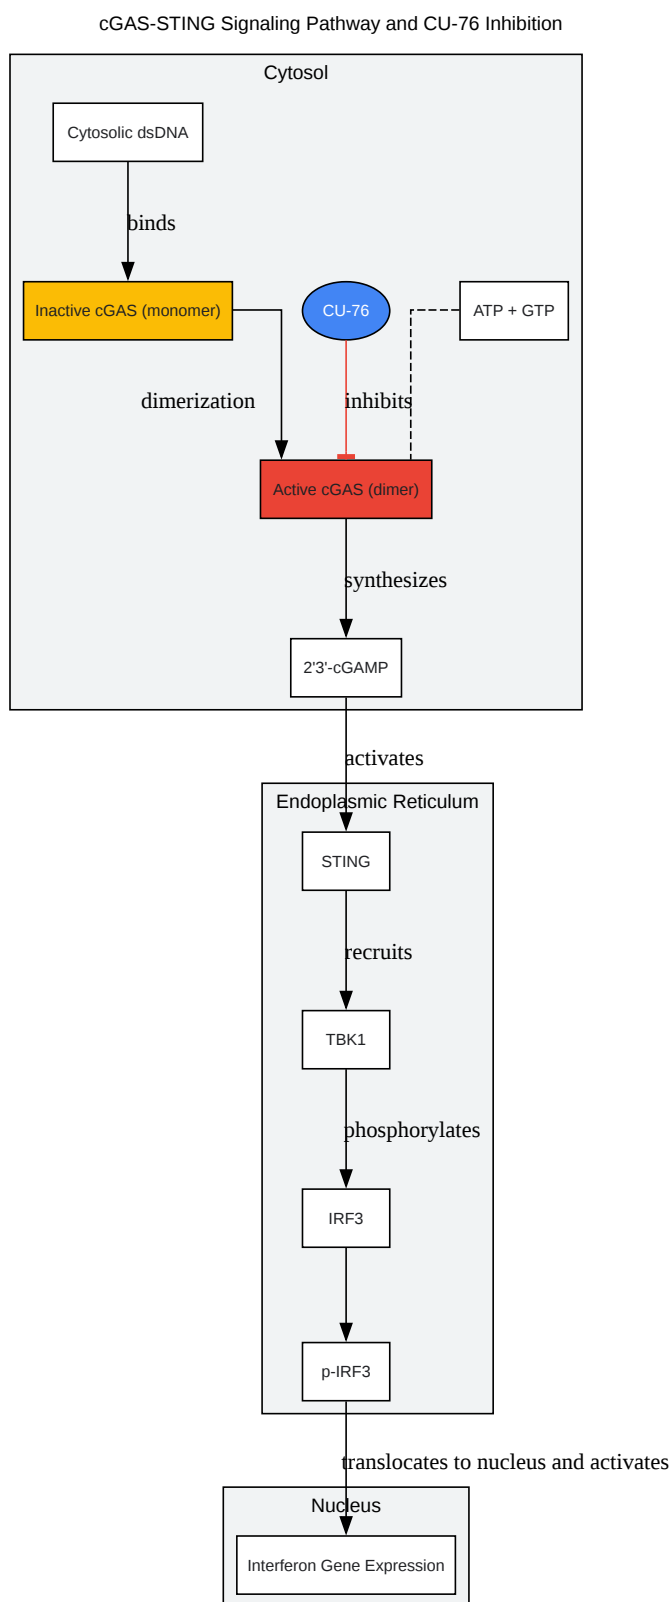 cGAS-STING Signaling Pathway and CU-76 Inhibition
Cytosol
Cytosolic dsDNA
binds
Inactive cGAS (monomer)
CU-76
ATP + GTP
dimerization
inhibits
Active cGAS (dimer)
synthesizes
2'3'-cGAMP
activates
Endoplasmic Reticulum
STING
recruits
TBK1
phosphorylates
IRF3
p-IRF3
translocates to nucleus and activates
Nucleus
Interferon Gene Expression